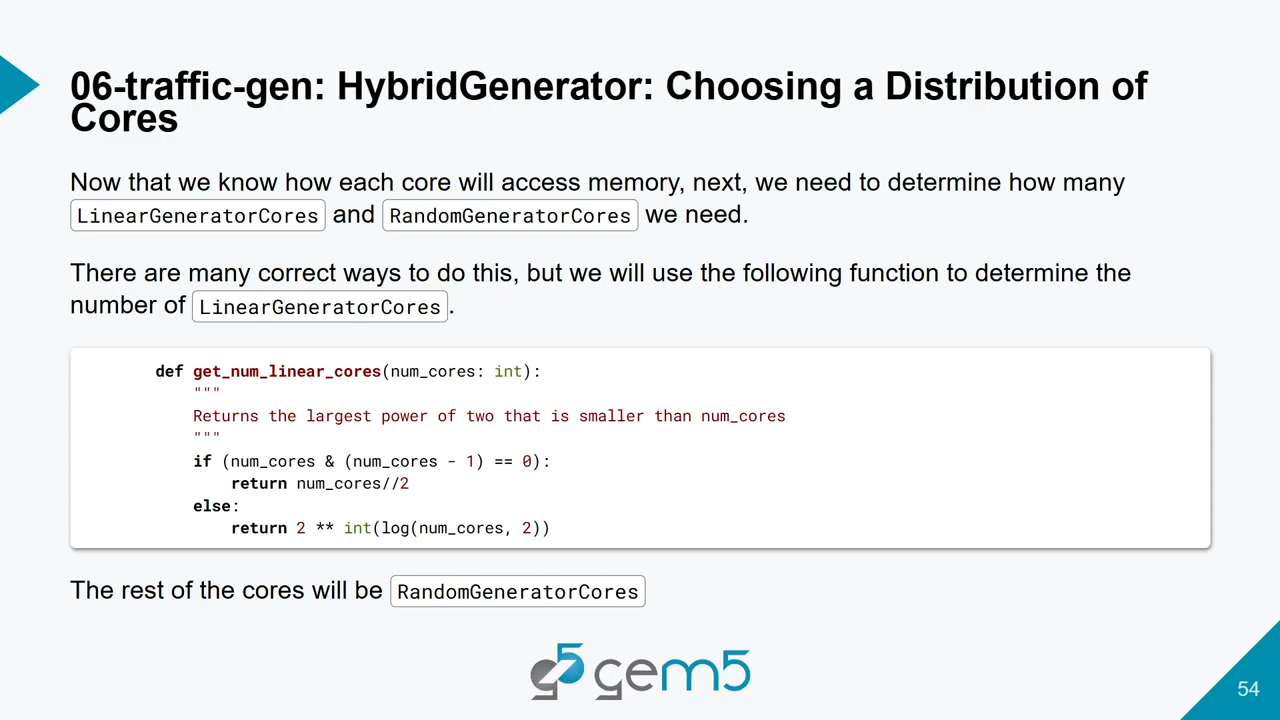 06-traffic-gen: HybridGenerator: Choosing a Distribution of
Cores
Now that we know how each core will access memory, next, we need to determine how many
LinearGeneratorCores and RandomGeneratorCores we need.
There are many correct ways to do this, but we will use the following function to determine the
number of LinearGeneratorCores.
def get_num_linear_cores(num_cores: int):
"""
Returns the largest power of two that is smaller than num_cores
"""
if (num_cores & (num_cores - 1) == 0):
return num_cores//2
else:
return 2 ** int(log(num_cores, 2))
The rest of the cores will be RandomGeneratorCores
g5 gem5
54